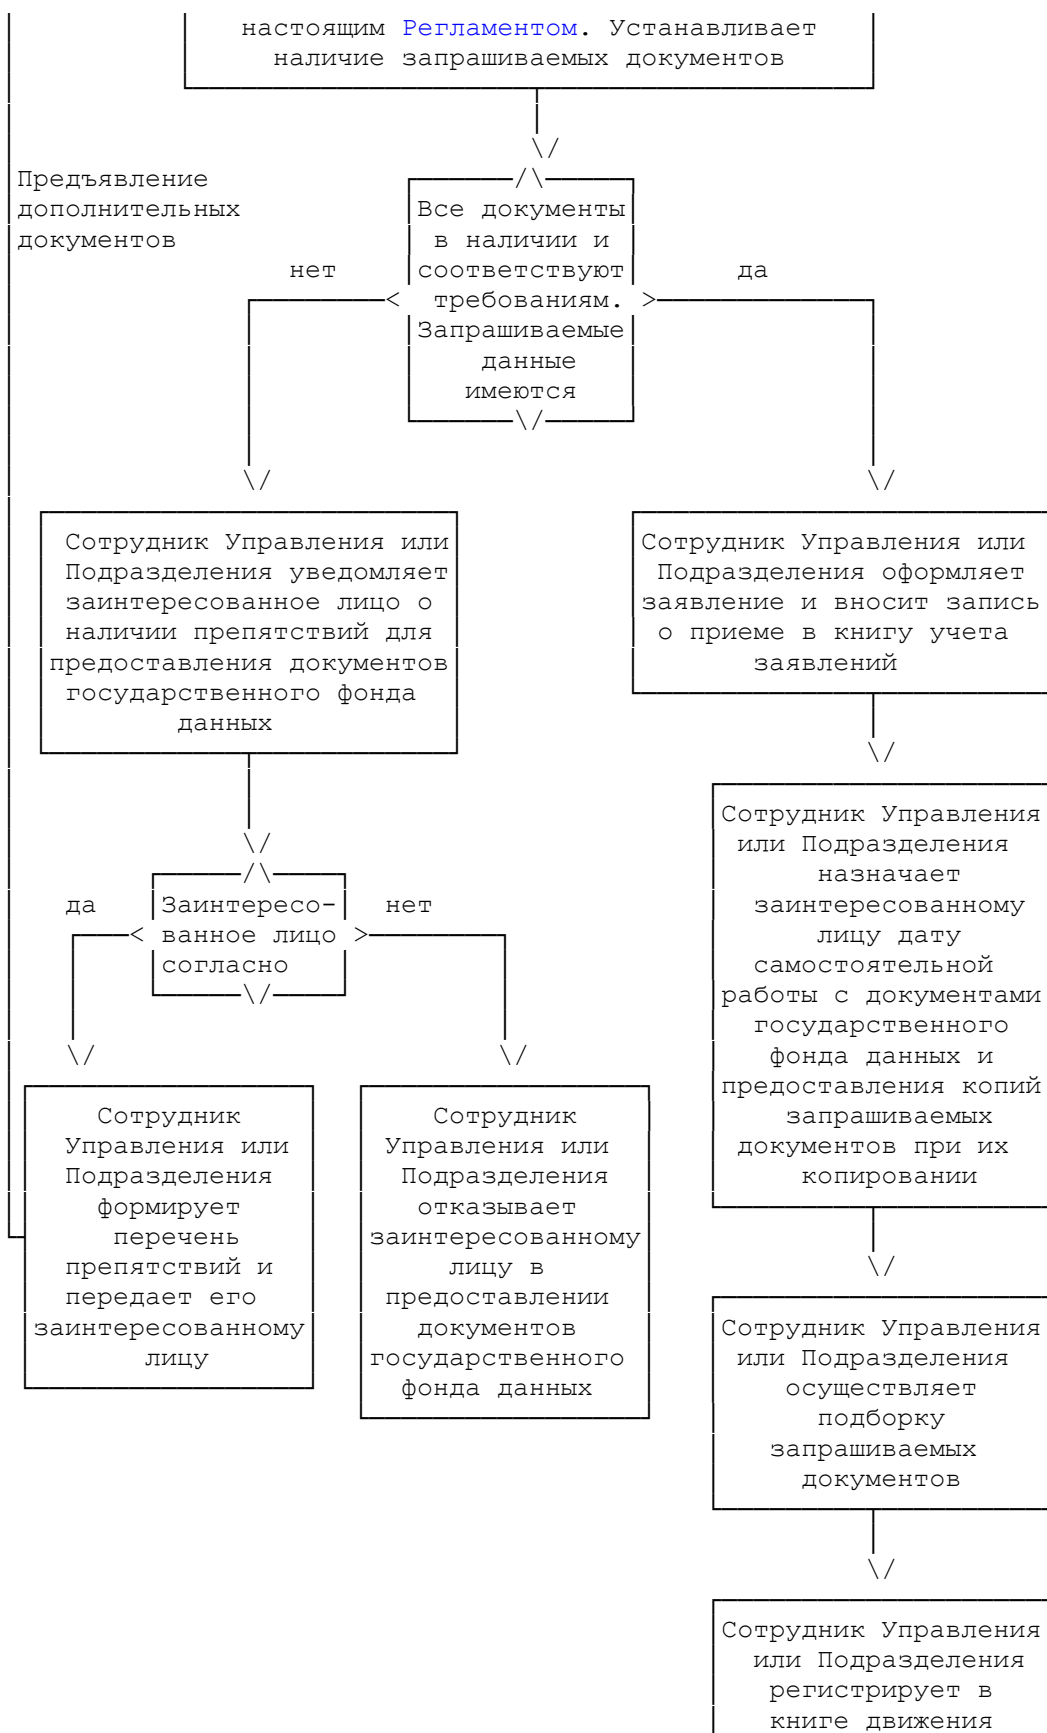 настоящим Регламентом. Устанавливает
наличие запрашиваемых документов
Предъявление
дополнительных
документов
Все документы
в наличии и
соответствуют
требованиям.
Запрашиваемые
данные
имеются
нет
да
Сотрудник Управления или
Подразделения уведомляет
заинтересованное лицо о
наличии препятствий для
предоставления документов
государственного фонда
данных
Сотрудник Управления или
Подразделения оформляет
заявление и вносит запись
о приеме в книгу учета
заявлений
Заинтересо-
ванное лицо
согласно
да
нет
Сотрудник
Управления или
Подразделения
формирует
перечень
препятствий и
передает его
заинтересованному
лицу
Сотрудник
Управления или
Подразделения
отказывает
заинтересованному
лицу в
предоставлении
документов
государственного
фонда данных
Сотрудник Управления
или Подразделения
назначает
заинтересованному
лицу дату
самостоятельной
работы с документами
государственного
фонда данных и
предоставления копий
запрашиваемых
документов при их
копировании
Сотрудник Управления
или Подразделения
осуществляет
подборку
запрашиваемых
документов
Сотрудник Управления
или Подразделения
регистрирует в
книге движения